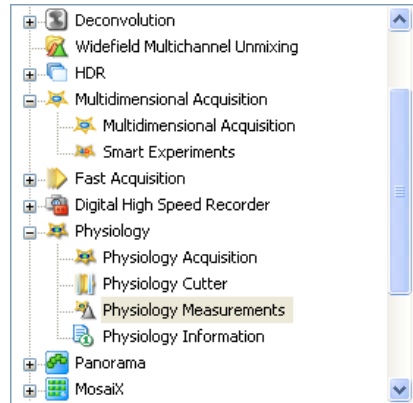 Deconvolution
Widefield Multichannel Unmixing
HDR
Multidimensional Acquisition
Multidimensional Acquisition
Smart Experiments
Fast Acquisition
Digital High Speed Recorder
Physiology
Physiology Acquisition
Physiology Cutter
Physiology Measurements
Physiology Information
Panorama
MosaiX